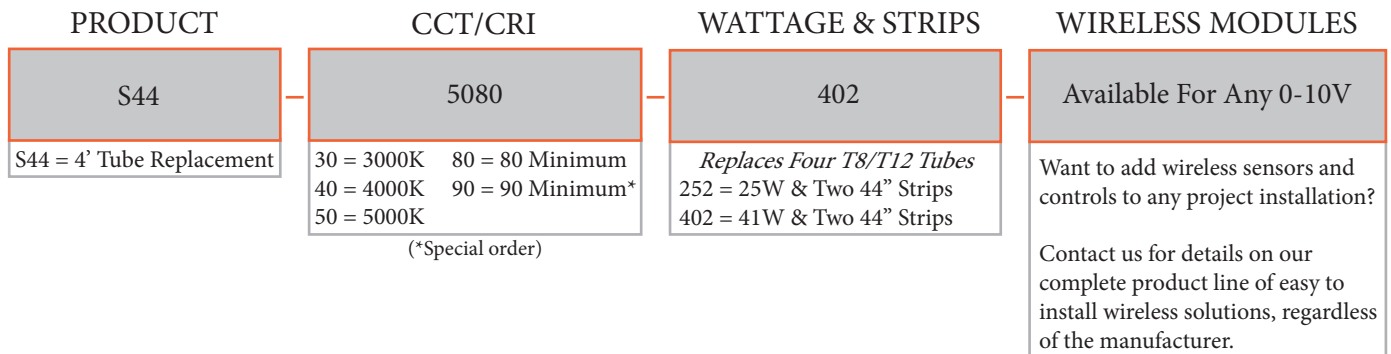 PRODUCT
S44
S44 = 4’ Tube Replacement
CCT/CRI
5080
30 = 3000K 80 = 80 Minimum
40 = 4000K 90 = 90 Minimum*
50 = 5000K
(*Special order)
WATTAGE & STRIPS
402
Replaces Four T8/T12 Tubes
252 = 25W & Two 44” Strips
402 = 41W & Two 44” Strips
WIRELESS MODULES
Available For Any 0-10V
Want to add wireless sensors and
controls to any project installation?
Contact us for details on our
complete product line of easy to
install wireless solutions, regardless
of the manufacturer.